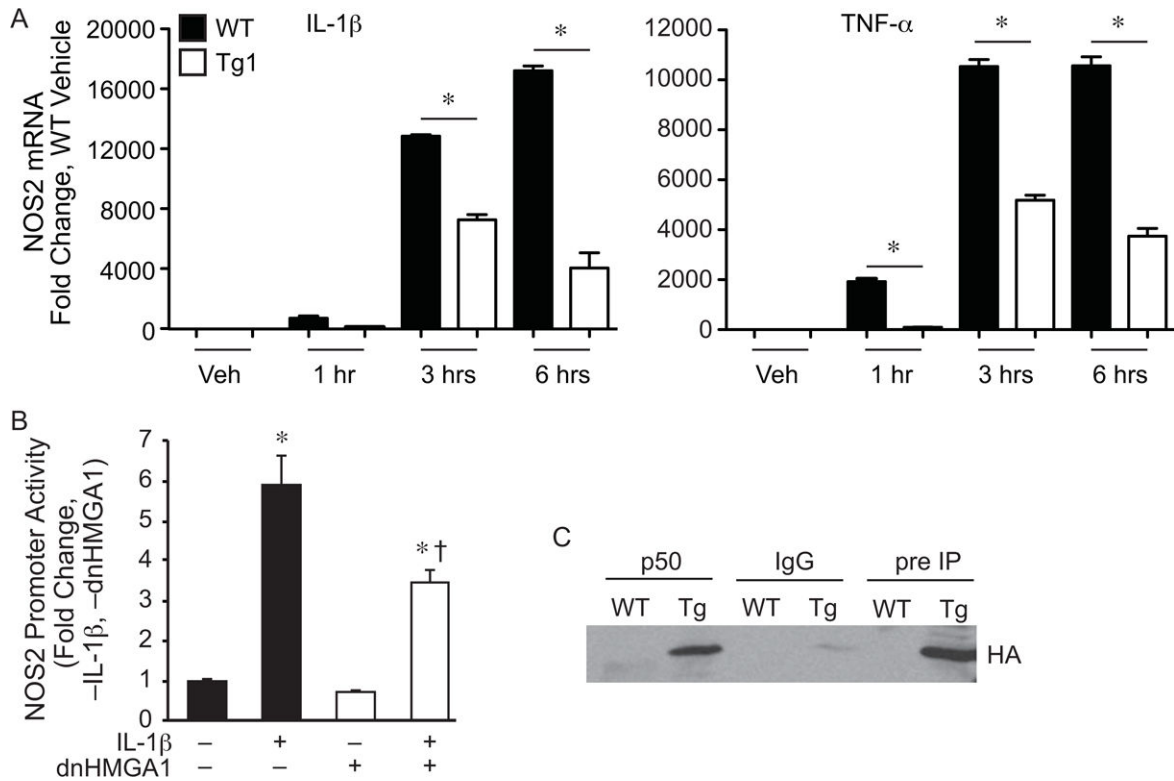 A
WT
Tg1
IL-1β
TNF-α
NOS2 mRNA
Fold Change, WT Vehicle
20000
16000
12000
8000
4000
0
*
*
Veh
1 hr
3 hrs
6 hrs
12000
10000
8000
6000
4000
2000
0
*
*
*
Veh
1 hr
3 hrs
6 hrs
B
NOS2 Promoter Activity
(Fold Change,
–IL-1β, –dnHMGA1)
7
6
5
4
3
2
1
0
*
* †
IL-1β – + – +
dnHMGA1 – – + +
C
p50 IgG pre IP
WT Tg WT Tg WT Tg
HA